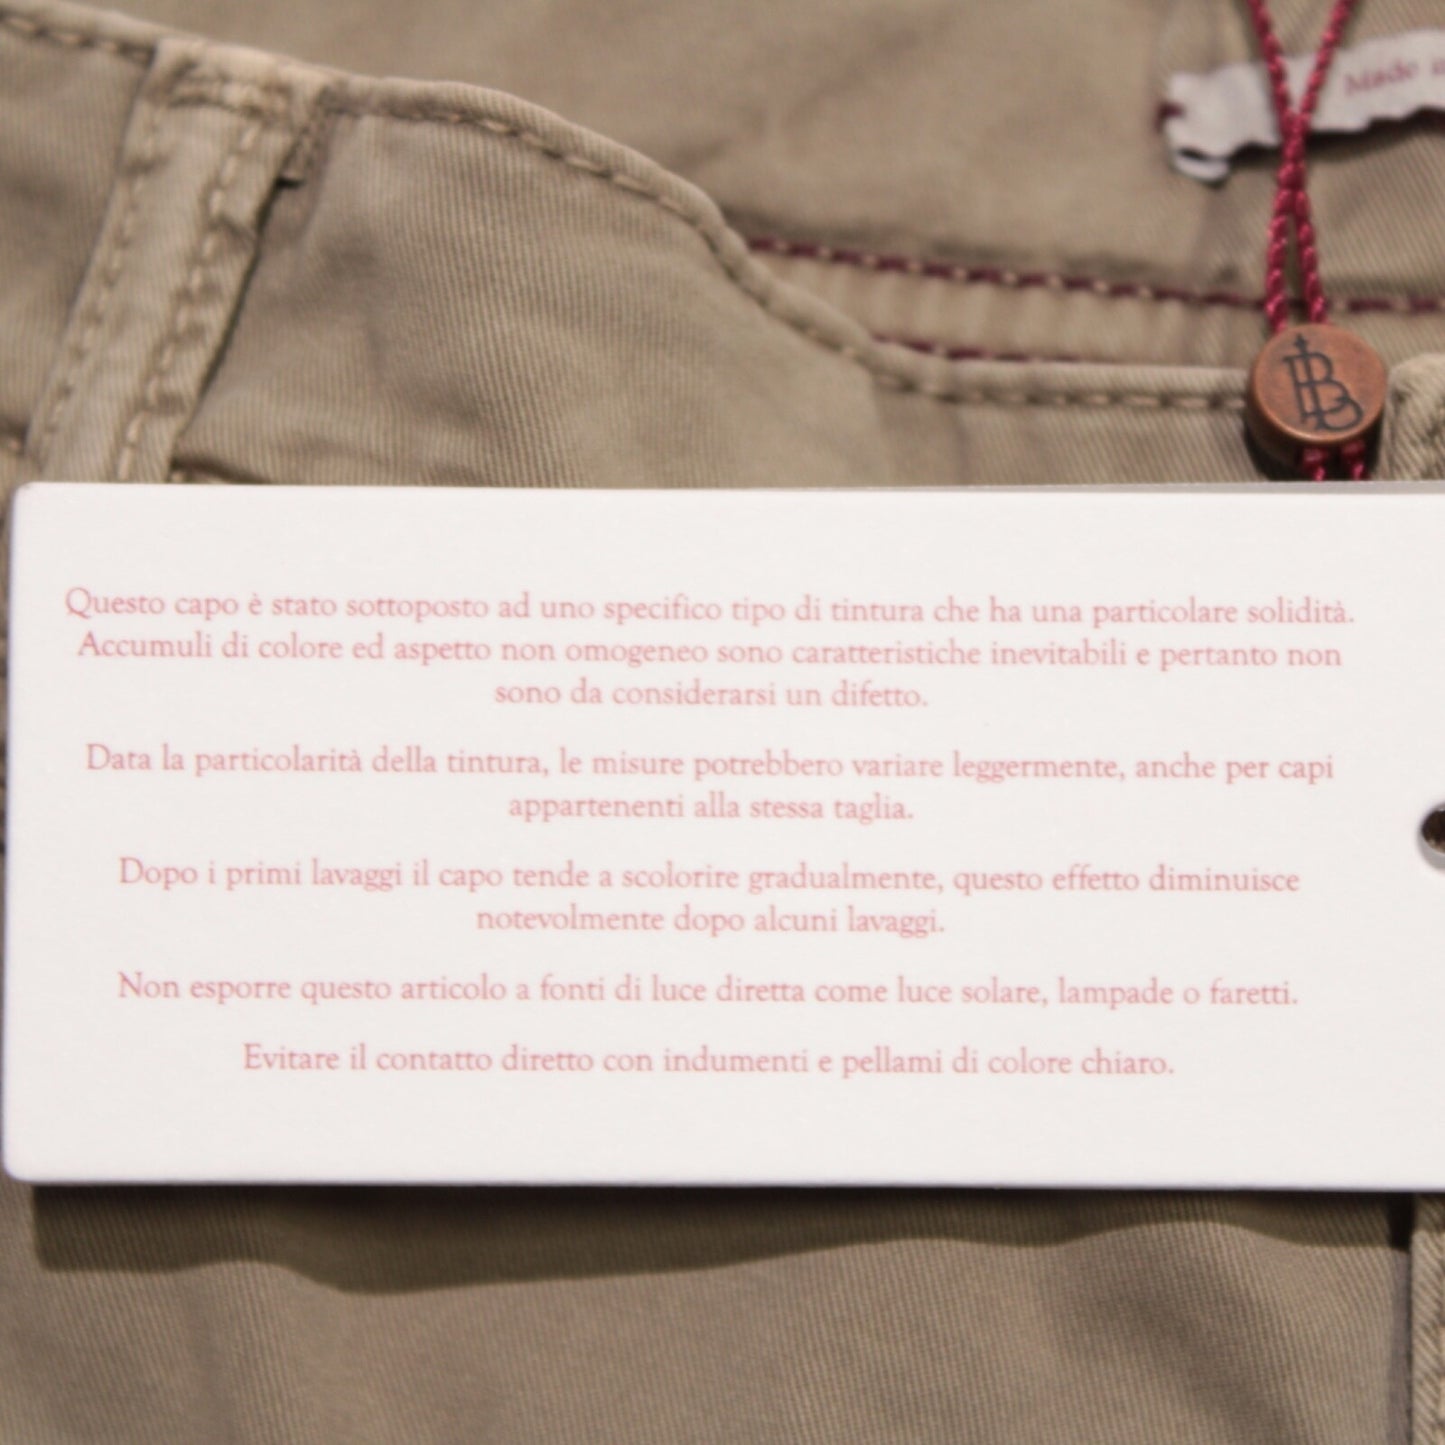 Made
Questo capo è stato sottoposto ad uno specifico tipo di tintura che ha una particolare solidità.
Accumuli di colore ed aspetto non omogeneo sono caratteristiche inevitabili e pertanto non
sono da considerarsi un difetto.
Data la particolarità della tintura, le misure potrebbero variare leggermente, anche per capi
appartenenti alla stessa taglia.
Dopo i primi lavaggi il capo tende a scolorire gradualmente, questo effetto diminuisce
notevolmente dopo alcuni lavaggi.
Non esporre questo articolo a fonti di luce diretta come luce solare, lampade o faretti.
Evitare il contatto diretto con indumenti e pellami di colore chiaro.